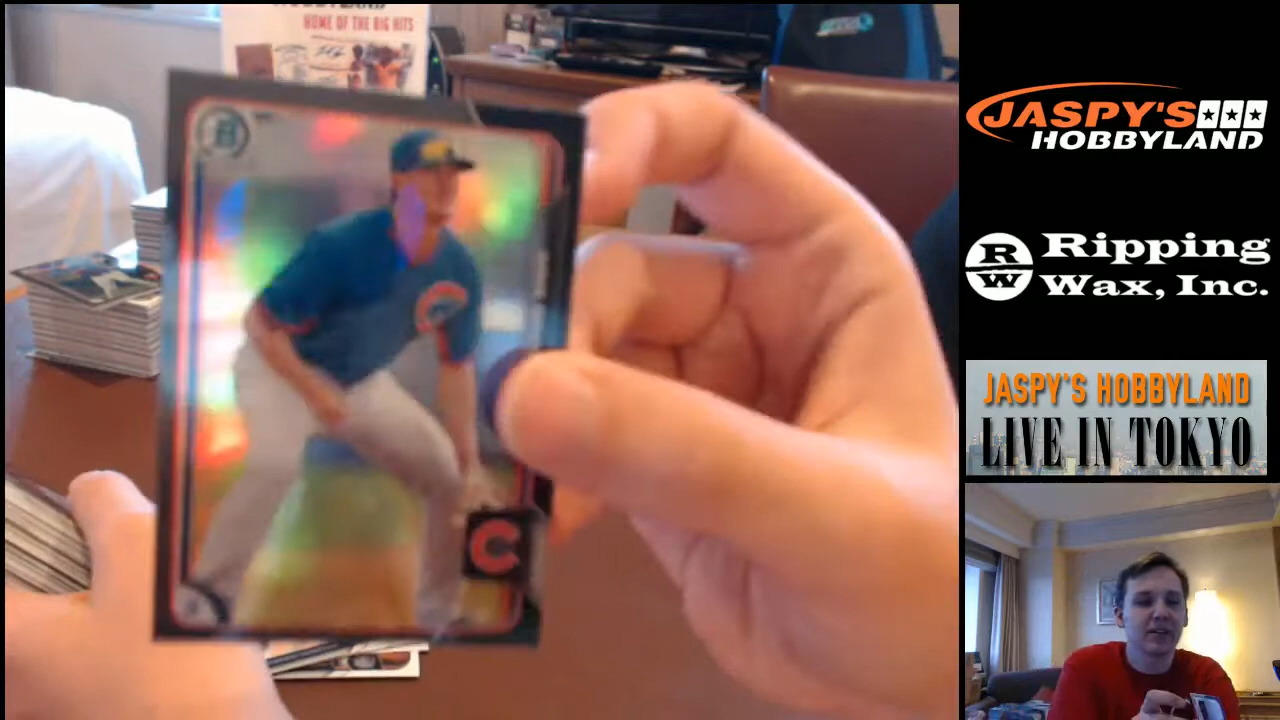 HOME OF THE BIG HITS
B
C
C
JASPY'S
HOBBYLAND
R
W
Ripping
Wax, Inc.
JASPY'S HOBBYLAND
LIVE IN TOKYO